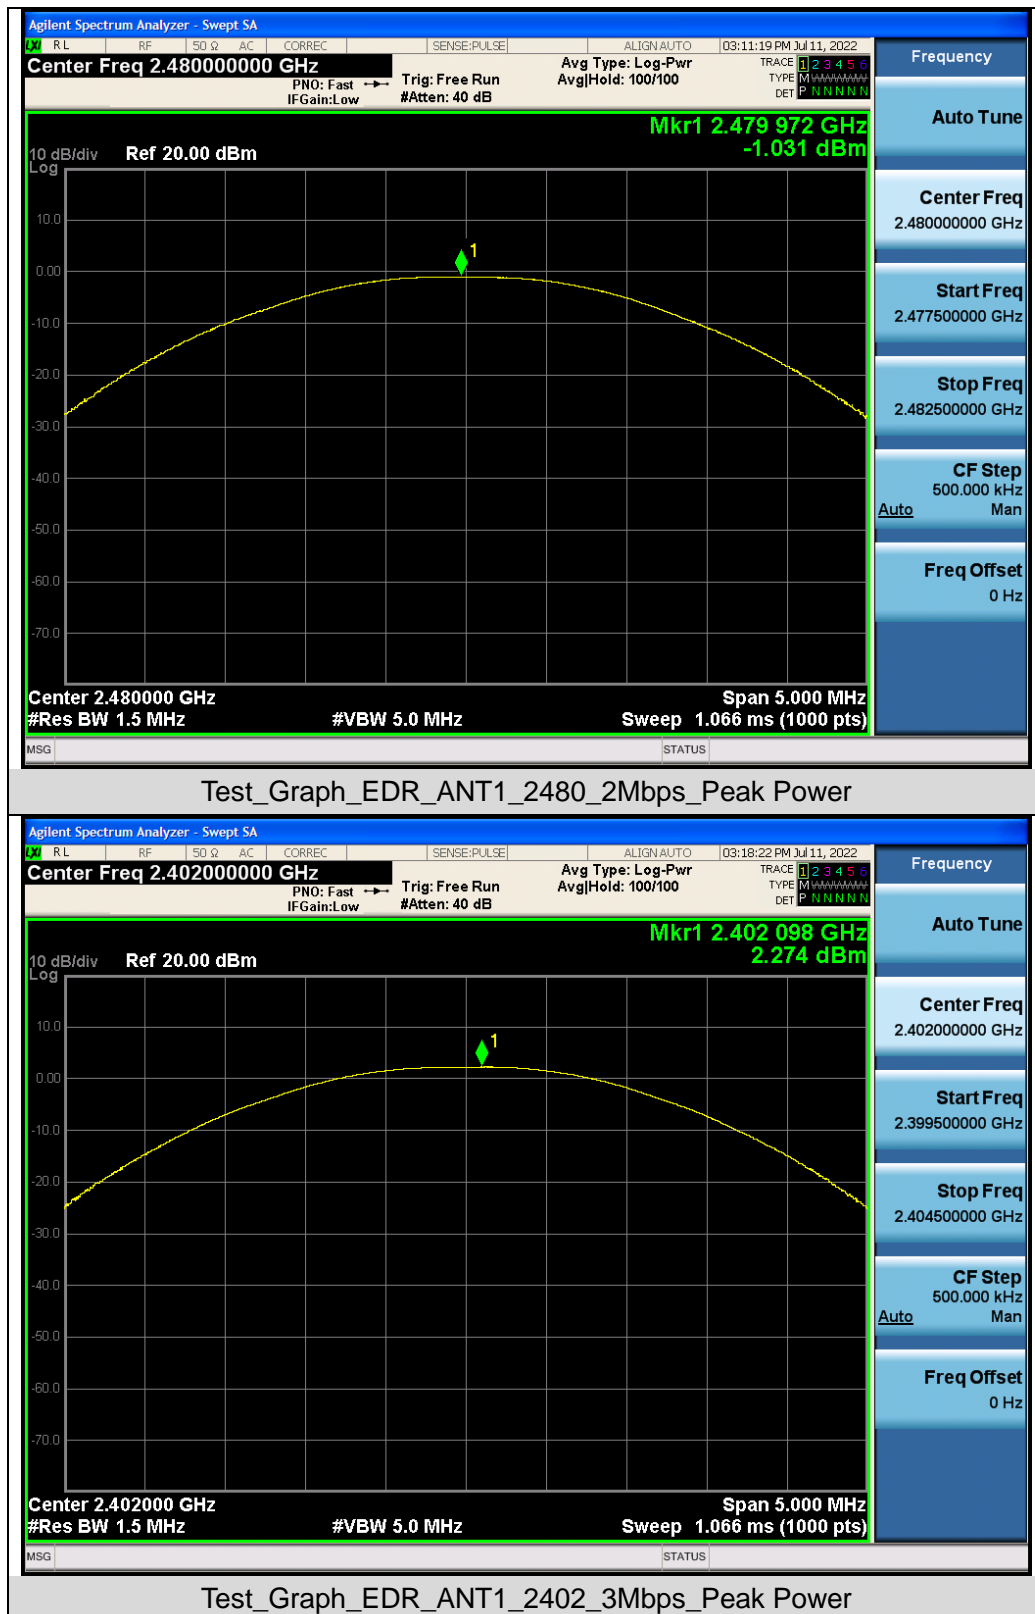 Agilent Spectrum Analyzer - Swept SA
LXI RL RF 50 Ω AC CORREC SENSE:PULSE ALIGN AUTO 03:11:19 PM Jul 11, 2022
Center Freq 2.480000000 GHz
PNO: Fast
IFGain:Low
Trig: Free Run
#Atten: 40 dB
Avg Type: Log-Pwr
Avg|Hold: 100/100
TRACE 1 2 3 4 5 6
TYPE M
DET P N N N N N
Frequency
Auto Tune
Mkr1 2.479 972 GHz
-1.031 dBm
10 dB/div
Log
Ref 20.00 dBm
10.0
0.00
-10.0
-20.0
-30.0
-40.0
-50.0
-60.0
-70.0
Center Freq
2.480000000 GHz
Start Freq
2.477500000 GHz
Stop Freq
2.482500000 GHz
CF Step
500.000 kHz
Auto Man
Freq Offset
0 Hz
Center 2.480000 GHz Span 5.000 MHz
#Res BW 1.5 MHz #VBW 5.0 MHz Sweep 1.066 ms (1000 pts)
MSG STATUS
1
Test_Graph_EDR_ANT1_2480_2Mbps_Peak Power
Agilent Spectrum Analyzer - Swept SA
LXI RL RF 50 Ω AC CORREC SENSE:PULSE ALIGN AUTO 03:18:22 PM Jul 11, 2022
Center Freq 2.402000000 GHz
PNO: Fast
IFGain:Low
Trig: Free Run
#Atten: 40 dB
Avg Type: Log-Pwr
Avg|Hold: 100/100
TRACE 1 2 3 4 5 6
TYPE M
DET P N N N N N
Frequency
Auto Tune
Mkr1 2.402 098 GHz
2.274 dBm
10 dB/div
Log
Ref 20.00 dBm
10.0
0.00
-10.0
-20.0
-30.0
-40.0
-50.0
-60.0
-70.0
Center Freq
2.402000000 GHz
Start Freq
2.399500000 GHz
Stop Freq
2.404500000 GHz
CF Step
500.000 kHz
Auto Man
Freq Offset
0 Hz
Center 2.402000 GHz Span 5.000 MHz
#Res BW 1.5 MHz #VBW 5.0 MHz Sweep 1.066 ms (1000 pts)
MSG STATUS
1
Test_Graph_EDR_ANT1_2402_3Mbps_Peak Power